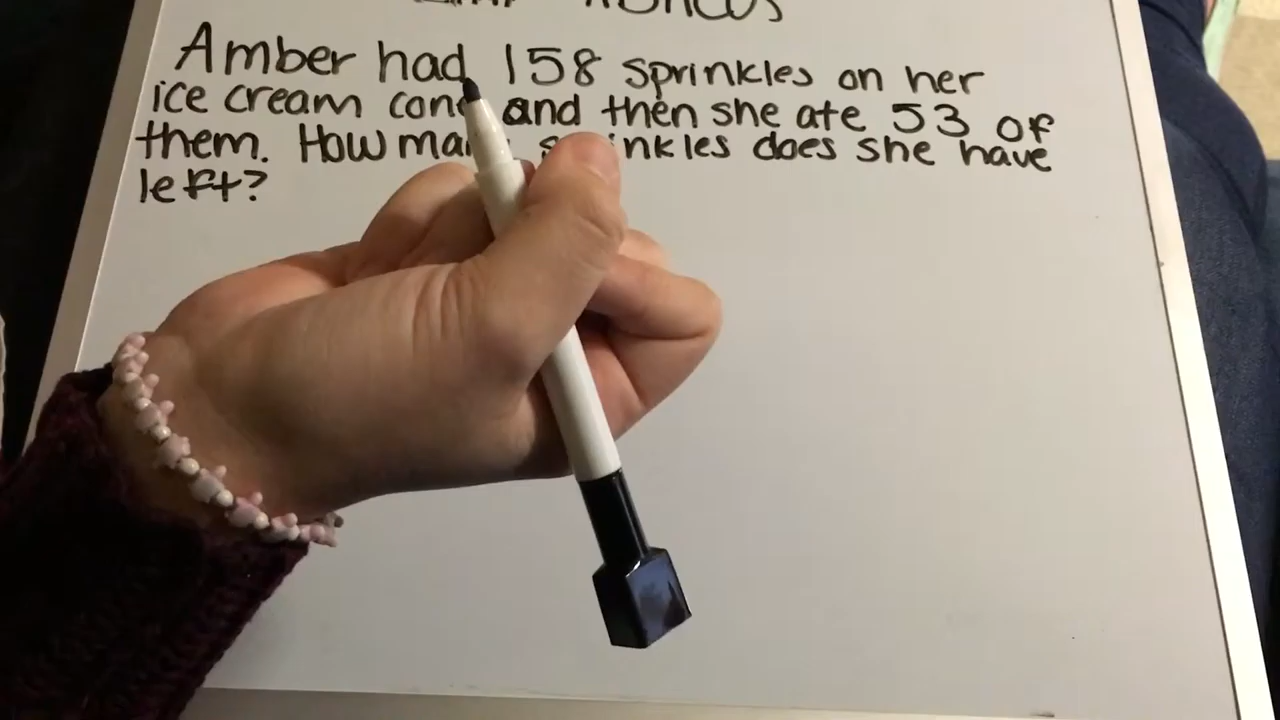 ABACUS
Amber had 158 sprinkles on her
ice cream and then she ate 53 of
them. How does she have
left?